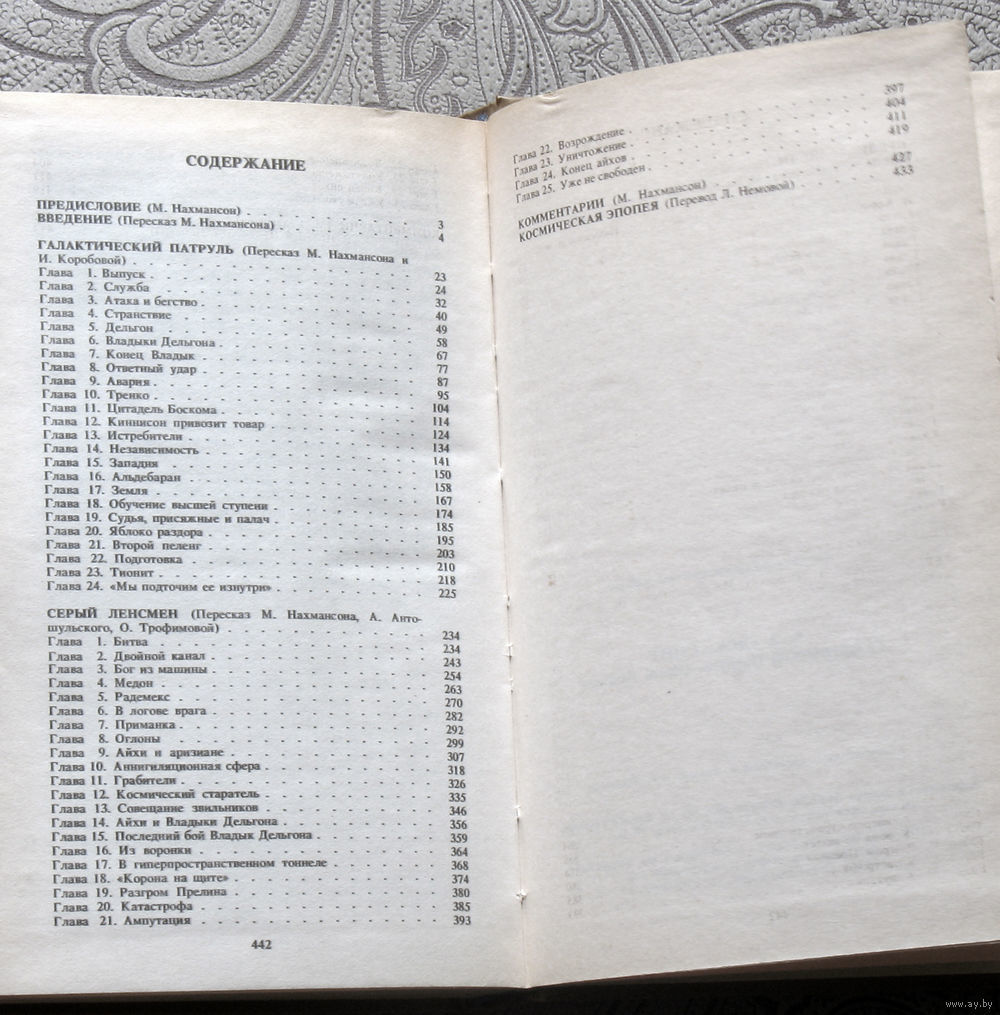 СОДЕРЖАНИЕ
ПРЕДИСЛОВИЕ (М. Нахмансон) . . . 3
ВВЕДЕНИЕ (Пересказ М. Нахмансона) . . . 4
ГАЛАКТИЧЕСКИЙ ПАТРУЛЬ (Пересказ М. Нахмансона и
И. Коробовой) . . . 23
Глава 1. Выпуск . . . 24
Глава 2. Служба . . . 32
Глава 3. Атака и бегство . . . 40
Глава 4. Странствие . . . 49
Глава 5. Дельгон . . . 58
Глава 6. Владыки Дельгона . . . 67
Глава 7. Конец Владык . . . 77
Глава 8. Ответный удар . . . 87
Глава 9. Авария . . . 95
Глава 10. Тренко . . . 104
Глава 11. Цитадель Боскома . . . 114
Глава 12. Киннисон привозит товар . . . 124
Глава 13. Истребители . . . 134
Глава 14. Независимость . . . 141
Глава 15. Западня . . . 150
Глава 16. Альдебаран . . . 158
Глава 17. Земля . . . 167
Глава 18. Обучение высшей ступени . . . 174
Глава 19. Судья, присяжные и палач . . . 185
Глава 20. Яблоко раздора . . . 195
Глава 21. Второй пеленг . . . 203
Глава 22. Подготовка . . . 210
Глава 23. Тионит . . . 218
Глава 24. «Мы подточим ее изнутри» . . . 225
СЕРЫЙ ЛЕНСМЕН (Пересказ М. Нахмансона, А. Анто-
шульского, О. Трофимовой) . . . 234
Глава 1. Битва . . . 234
Глава 2. Двойной канал . . . 243
Глава 3. Бог из машины . . . 254
Глава 4. Медон . . . 263
Глава 5. Радемекс . . . 270
Глава 6. В логове врага . . . 282
Глава 7. Приманка . . . 292
Глава 8. Оглоны . . . 299
Глава 9. Айхи и аризиане . . . 307
Глава 10. Аннигиляционная сфера . . . 318
Глава 11. Грабители . . . 326
Глава 12. Космический старатель . . . 335
Глава 13. Совещание звильников . . . 346
Глава 14. Айхи и Владыки Дельгона . . . 356
Глава 15. Последний бой Владык Дельгона . . . 359
Глава 16. Из воронки . . . 364
Глава 17. В гиперпространственном тоннеле . . . 368
Глава 18. «Корона на щите» . . . 374
Глава 19. Разгром Прелина . . . 380
Глава 20. Катастрофа . . . 385
Глава 21. Ампутация . . . 393
442
Глава 22. Возрождение . . . 397
Глава 23. Уничтожение . . . 404
Глава 24. Конец айхов . . . 411
Глава 25. Уже не свободен . . . 419
КОММЕНТАРИИ (М. Нахмансон) . . . 427
КОСМИЧЕСКАЯ ЭПОПЕЯ (Перевод Л. Немовой) . . . 433
www.ay.by